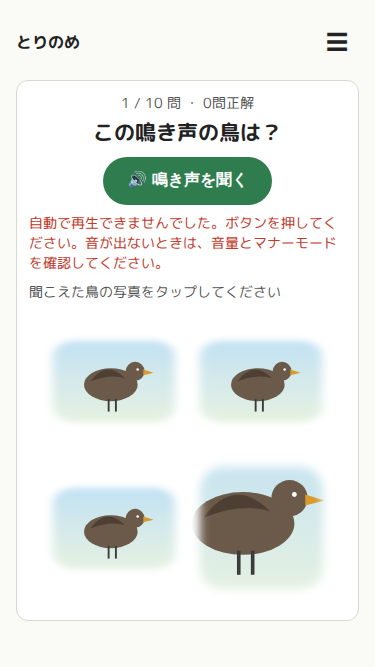 とりのめ
1 / 10 問 · 0問正解
この鳴き声の鳥は？
🔊 鳴き声を聞く
自動で再生できませんでした。ボタンを押してく
ださい。音が出ないときは、音量とマナーモード
を確認してください。
聞こえた鳥の写真をタップしてください